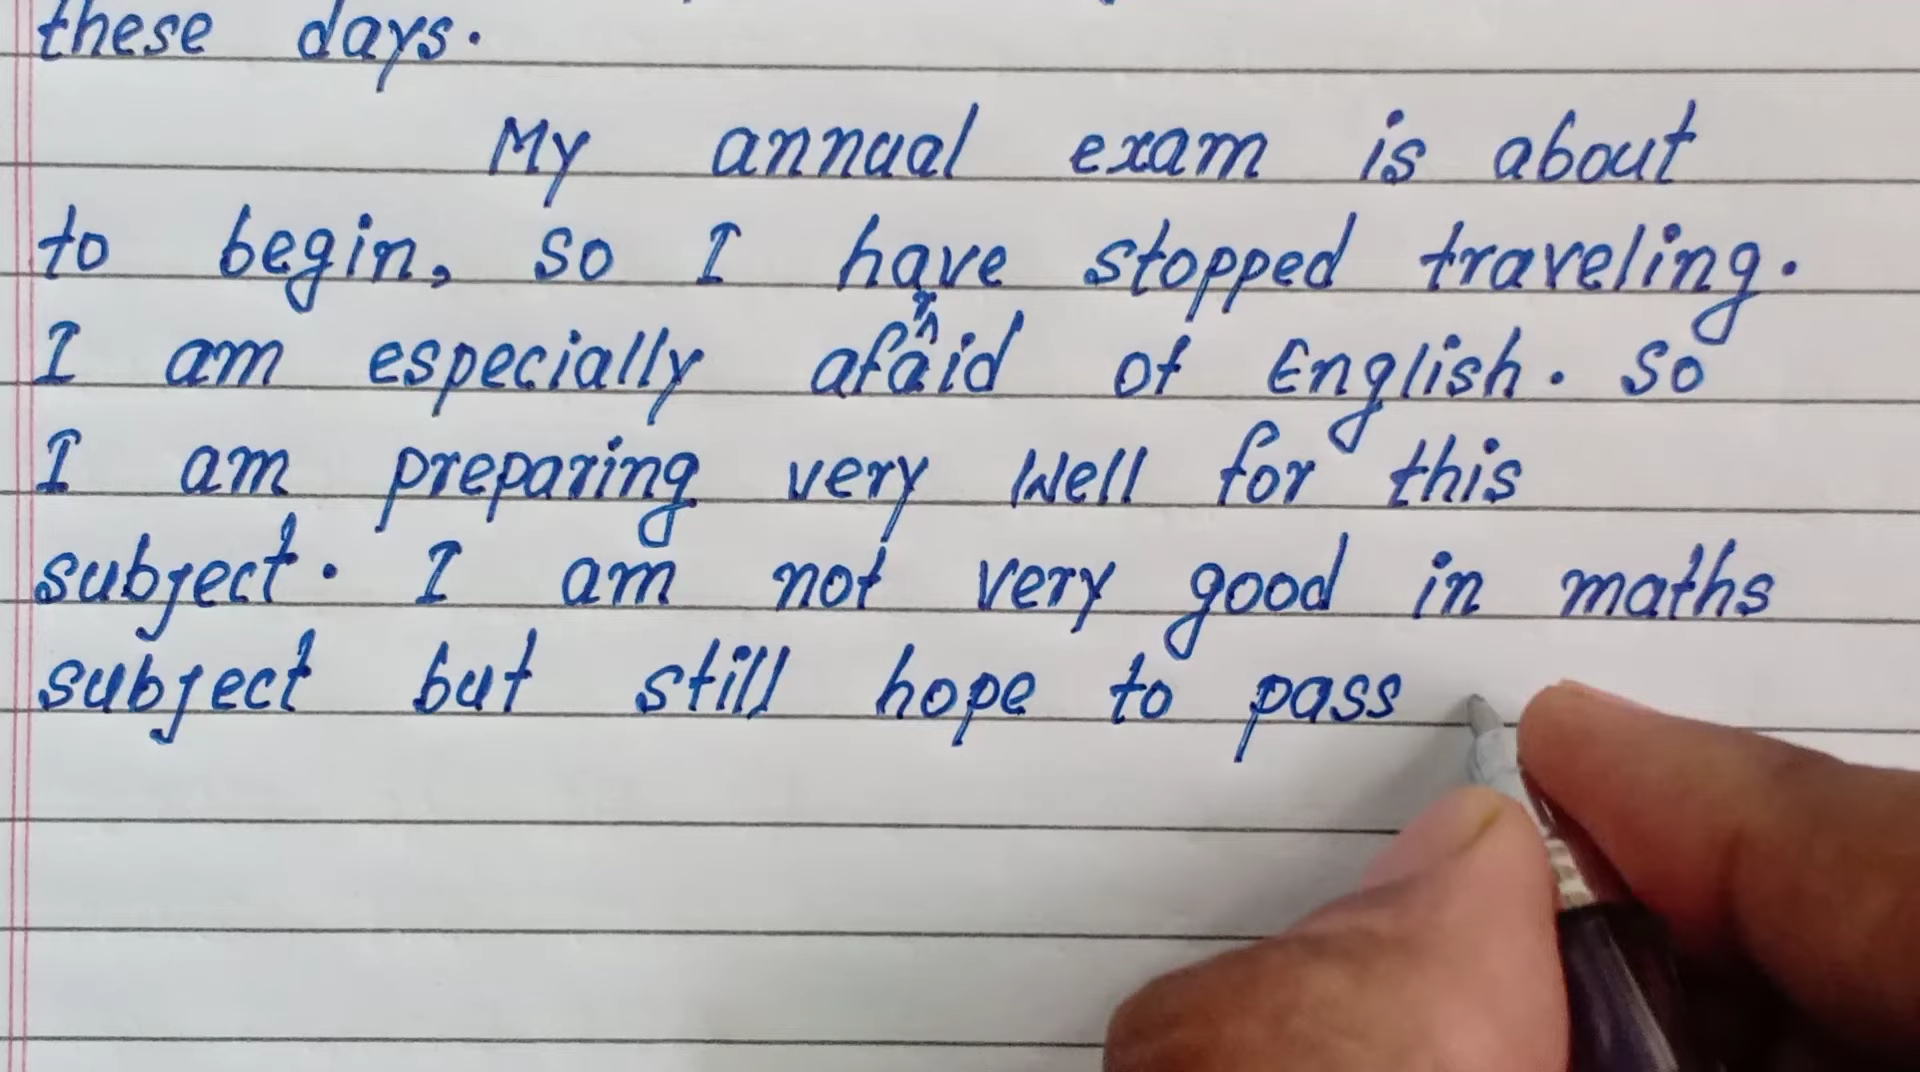 these days.
My annual exam is about
to begin, so I have stopped traveling.
I am especially afraid of English. So
I am preparing very well for this
subject. I am not very good in maths
subject but still hope to pass